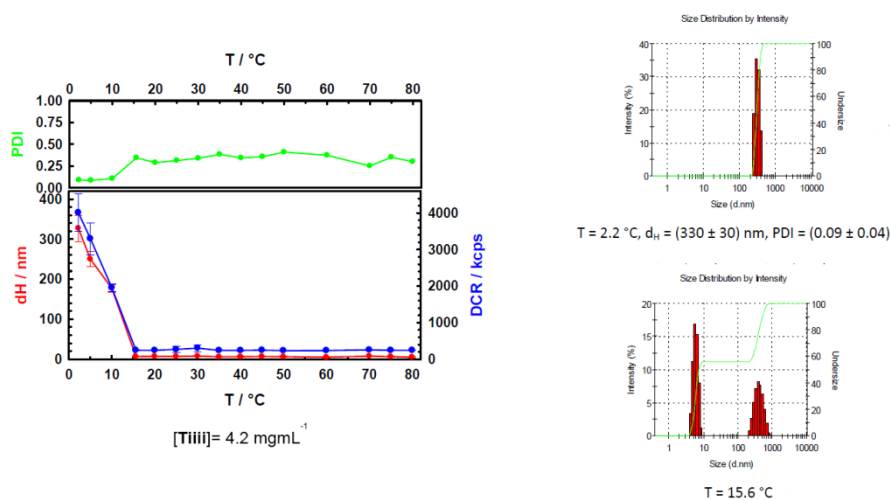 T / °C
0 10 20 30 40 50 60 70 80
1.00
0.75
0.50
0.25
0.00
PDI
400
300
200
100
0
dH / nm
4000
3000
2000
1000
0
DCR / kcps
0 10 20 30 40 50 60 70 80
T / °C
[Tiiii]= 4.2 mgmL-1
Size Distribution by Intensity
40
30
20
10
0
Intensity (%)
100
80
60
40
20
0
Undersize
1 10 100 1000 10000
Size (d.nm)
T = 2.2 °C, dH = (330 ± 30) nm, PDI = (0.09 ± 0.04)
Size Distribution by Intensity
20
15
10
5
0
Intensity (%)
100
80
60
40
20
0
Undersize
1 10 100 1000 10000
Size (d.nm)
T = 15.6 °C